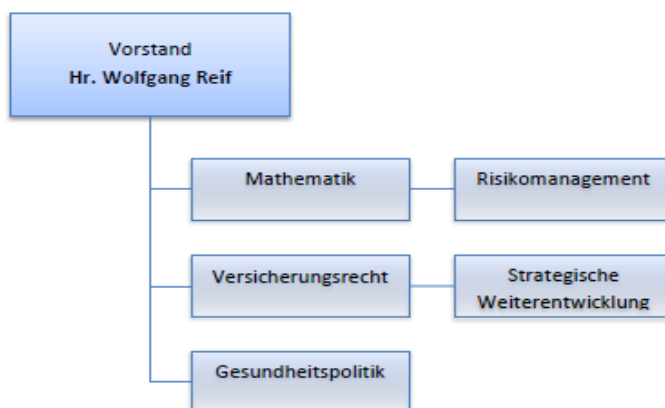 Vorstand
Hr. Wolfgang Reif
Mathematik
Risikomanagement
Versicherungsrecht
Strategische
Weiterentwicklung
Gesundheitspolitik